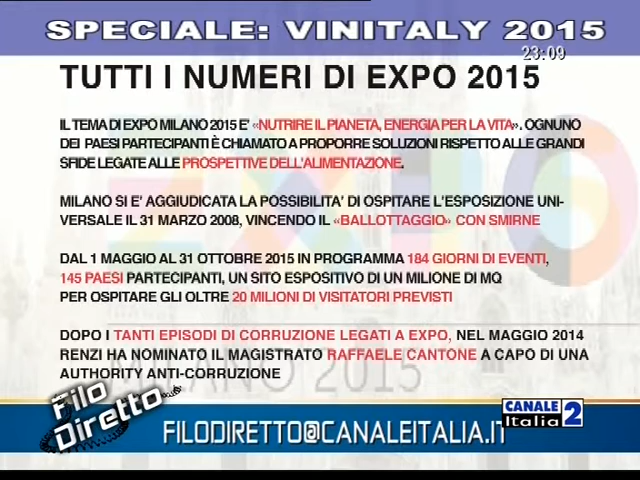 SPECIALE: VINITALY 2015
23:09
TUTTI I NUMERI DI EXPO 2015
IL TEMA DI EXPO MILANO 2015 E' «NUTRIRE IL PIANETA, ENERGIA PER LA VITA». OGNUNO
DEI PAESI PARTECIPANTI È CHIAMATO A PROPORRE SOLUZIONI RISPETTO ALLE GRANDI
SFIDE LEGATE ALLE PROSPETTIVE DELL'ALIMENTAZIONE.
MILANO SI E' AGGIUDICATA LA POSSIBILITA' DI OSPITARE L'ESPOSIZIONE UNI-
VERSALE IL 31 MARZO 2008, VINCENDO IL «BALLOTTAGGIO» CON SMIRNE
DAL 1 MAGGIO AL 31 OTTOBRE 2015 IN PROGRAMMA 184 GIORNI DI EVENTI,
145 PAESI PARTECIPANTI, UN SITO ESPOSITIVO DI UN MILIONE DI MQ
PER OSPITARE GLI OLTRE 20 MILIONI DI VISITATORI PREVISTI
DOPO I TANTI EPISODI DI CORRUZIONE LEGATI A EXPO, NEL MAGGIO 2014
RENZI HA NOMINATO IL MAGISTRATO RAFFAELE CANTONE A CAPO DI UNA
AUTHORITY ANTI-CORRUZIONE
MILANO 2015
Filo
Diretto
CANALE
Italia 2
FILODIRETTO@CANALEITALIA.IT